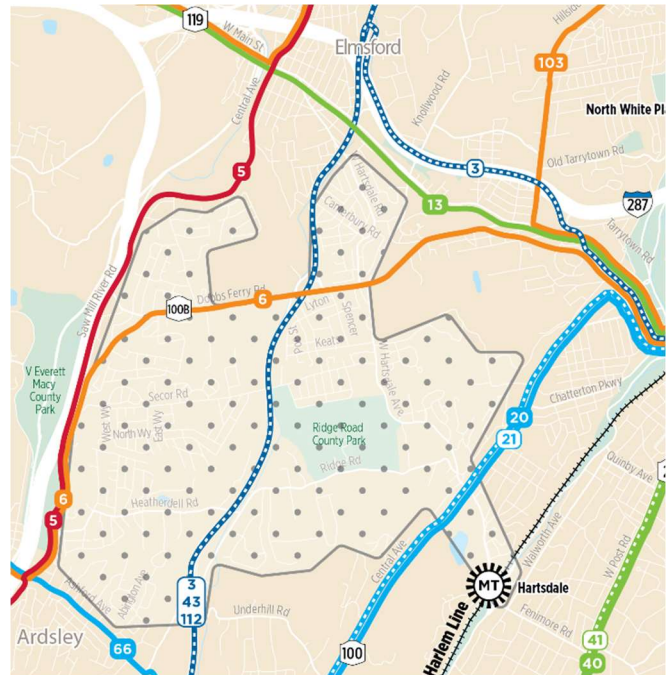 119
W Main St
Elmsford
Hillside
103
Central Ave
Knollwood Rd
North White Pl
5
3
Old Tarrytown Rd
N Hartsdale Rd
Canterbury Rd
13
287
Tarrytown Rd
Saw Mill River Rd
Dobbs Ferry Rd
6
100B
Lyton
Spencer
Keats
W Hartsdale Ave
V Everett
Macy
County
Park
Chatterton Pkwy
Secor Rd
West Wy
North Wy
East Wy
20
21
Ridge Road
County Park
Ridge Rd
Quinby Ave
6
5
Heatherdell Rd
Walworth Ave
W Post Rd
Central Ave
MT
Hartsdale
Ashford Ave
3
43
112
Underhill Rd
Fenimore Rd
Harlem Line
Ardsley
66
100
41
40